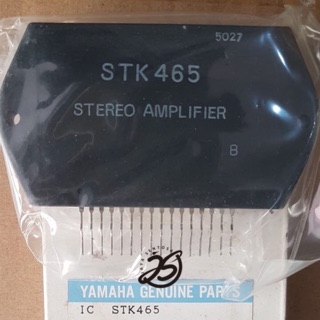 5027
STK465
STEREO AMPLIFIER
B
YAMAHA GENUINE PARTS
IC STK465